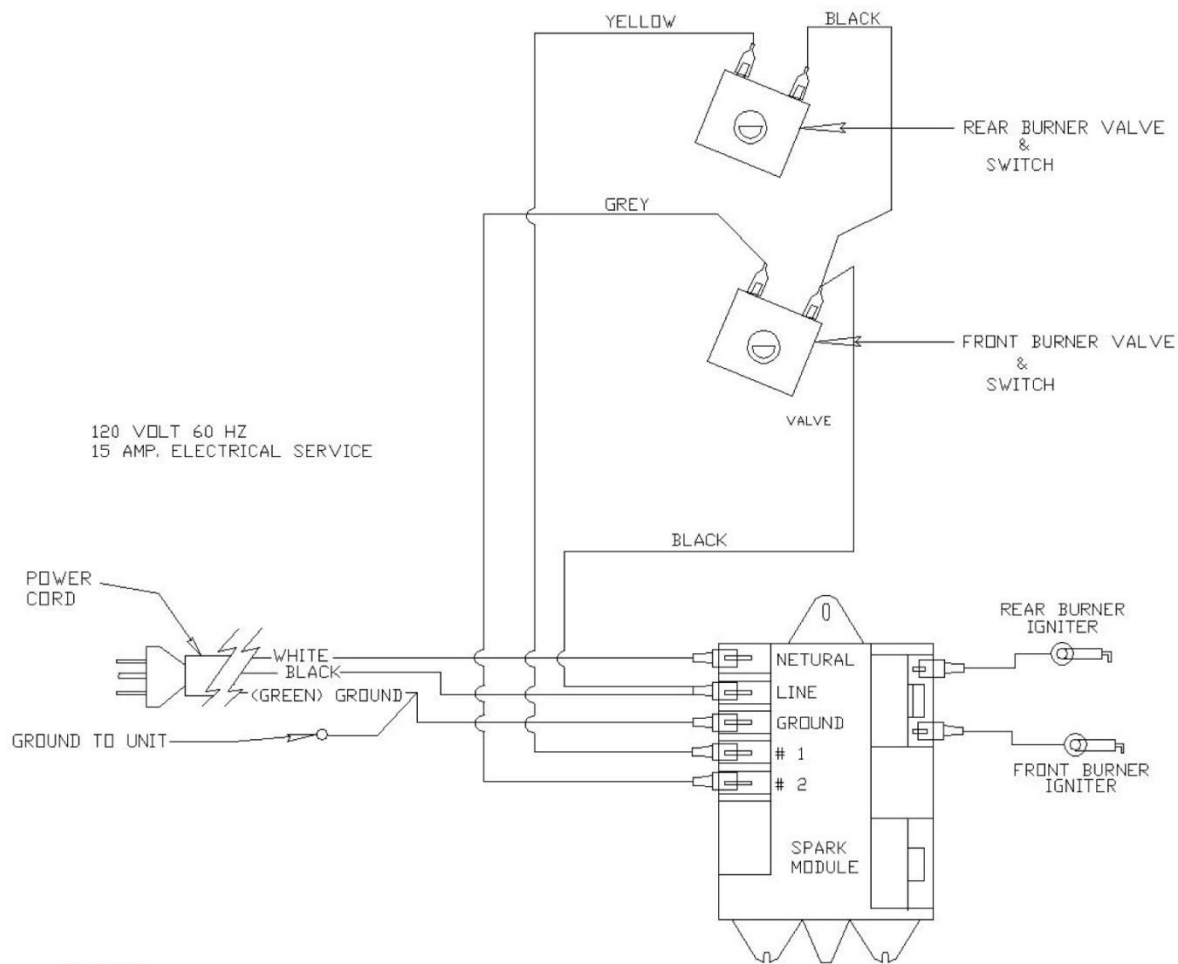 YELLOW
BLACK
REAR BURNER VALVE
&
SWITCH
GREY
FRONT BURNER VALVE
&
SWITCH
VALVE
120 VOLT 60 HZ
15 AMP. ELECTRICAL SERVICE
BLACK
POWER
CORD
WHITE
BLACK
(GREEN) GROUND
GROUND TO UNIT
NETURAL
LINE
GROUND
# 1
# 2
SPARK
MODULE
REAR BURNER
IGNITER
FRONT BURNER
IGNITER